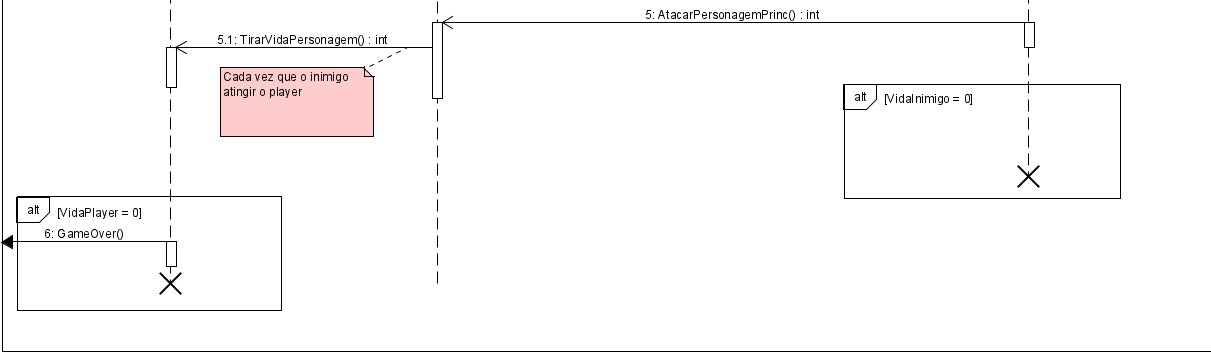 5: AtacarPersonagemPrinc() : int
5.1: TirarVidaPersonagem() : int
Cada vez que o inimigo
atingir o player
alt [VidaInimigo = 0]
alt [VidaPlayer = 0]
6: GameOver()